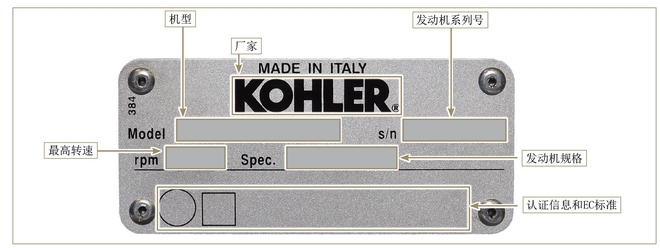 机型
发动机系列号
厂家
MADE IN ITALY
KOHLER®
384
Model
s/n
最高转速
rpm
Spec.
发动机规格
认证信息和EC标准